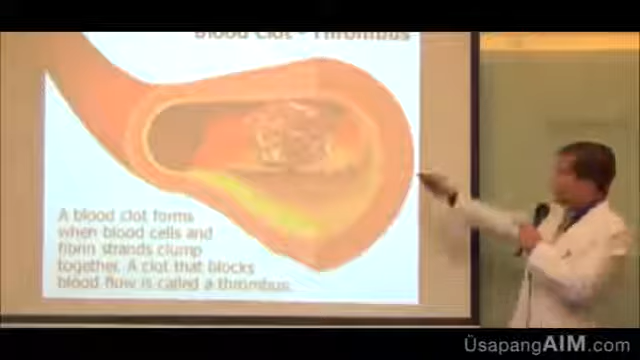 Blood Clot - Thrombus
A blood clot forms
when blood cells and
fibrin strands clump
together. A clot that blocks
blood flow is called a thrombus.
ÜsapangAIM.com